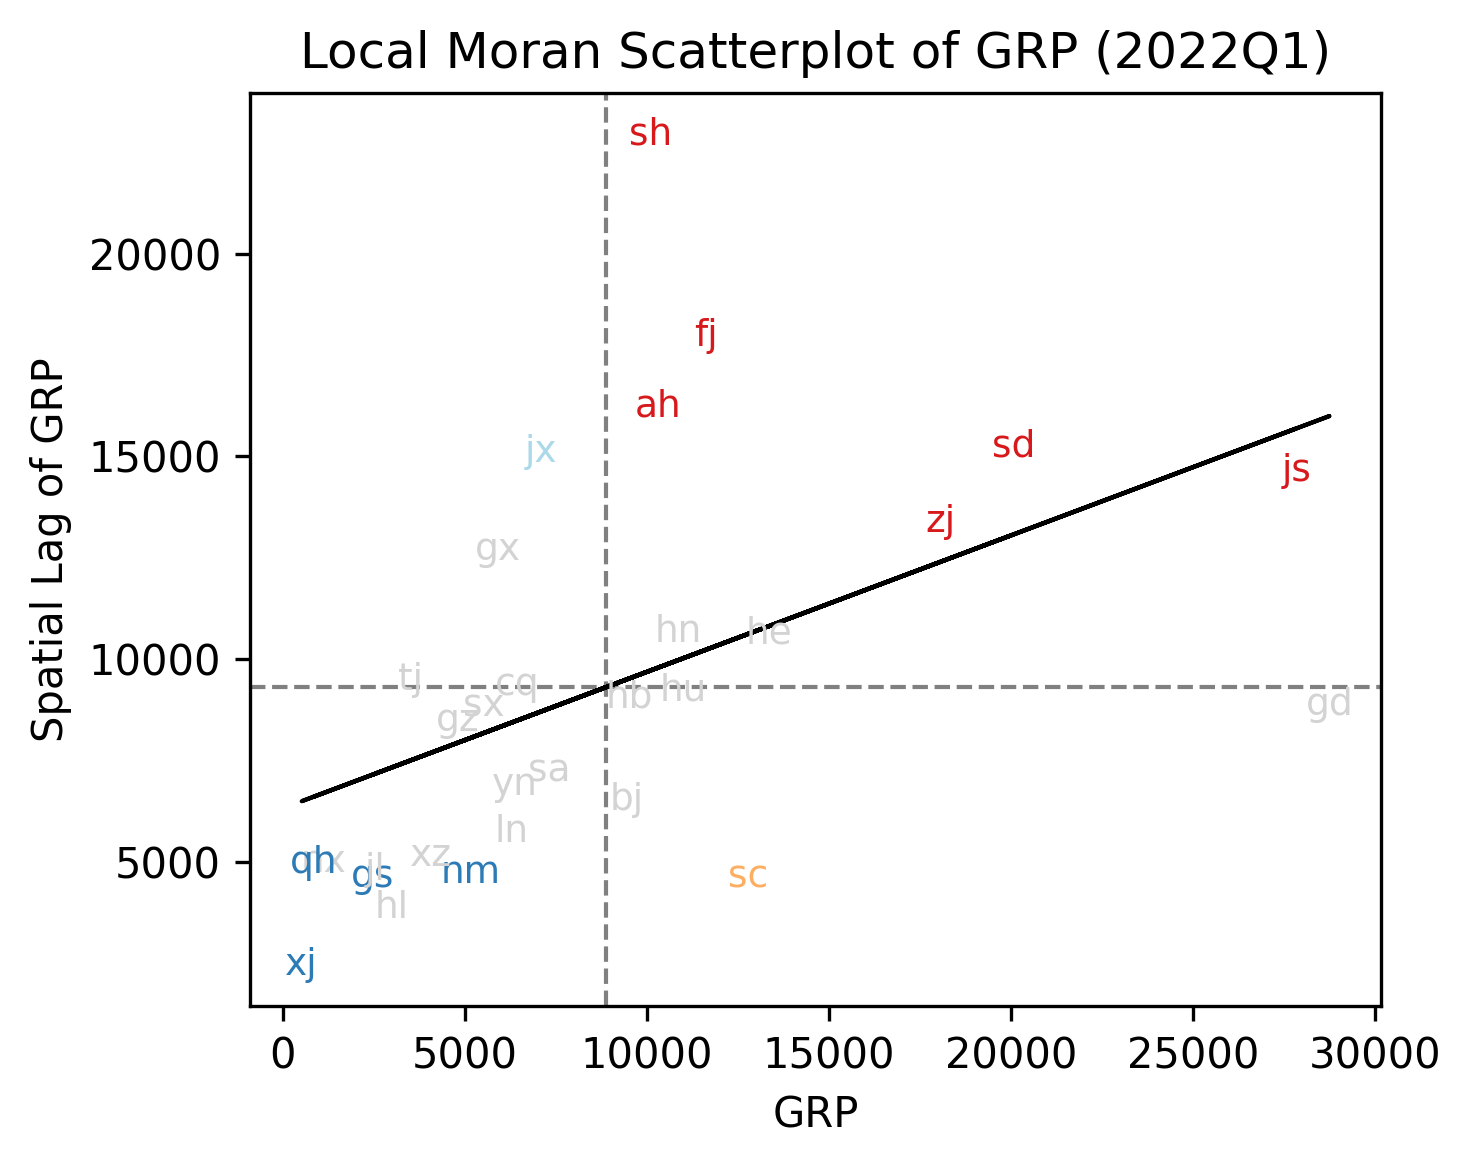 Local Moran Scatterplot of GRP (2022Q1)
Spatial Lag of GRP
20000
15000
10000
5000
sh
fj
ah
sd
jx
js
zj
gx
hn
he
tj
cq
hb
hu
gd
sx
gz
sa
yn
bj
ln
xz
qh
jl
gs
nm
sc
hl
xj
0
5000
10000
15000
20000
25000
30000
GRP